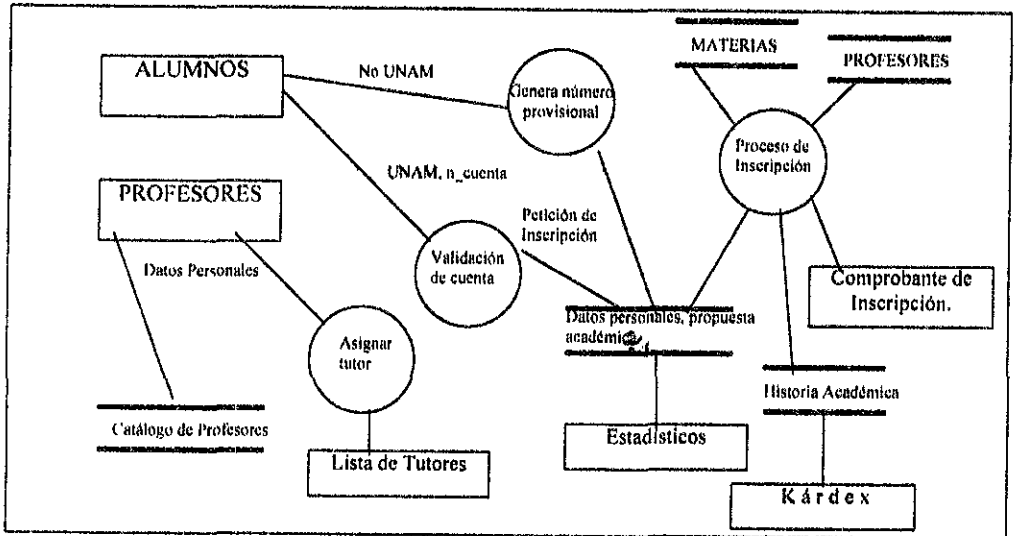 MATERIAS
PROFESORES
ALUMNOS
No UNAM
Genera número
provisional
Proceso de
Inscripción
UNAM, n_cuenta
PROFESORES
Petición de
Inscripción
Validación
de cuenta
Datos Personales
Comprobante de
Inscripción.
Datos personales, propuesta
Asignar
tutor
Historia Académica
Catálogo de Profesores
Estadísticos
Lista de Tutores
Kárdex